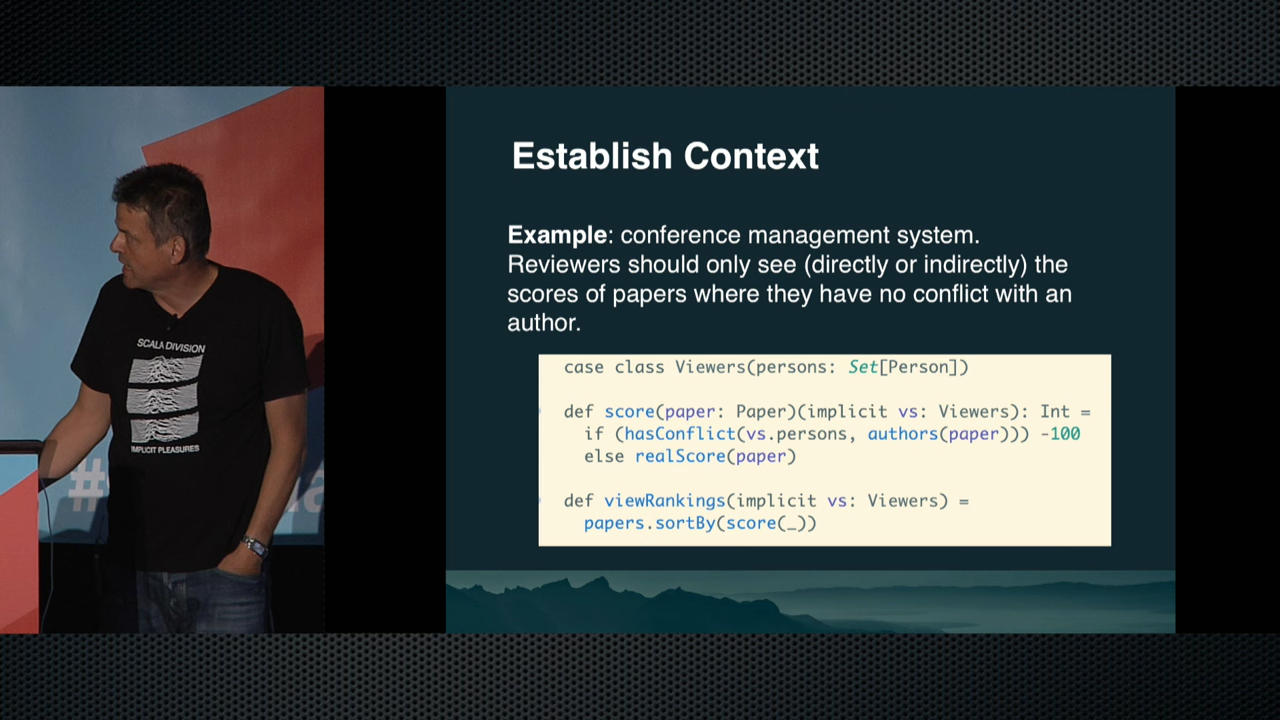 Establish Context
Example: conference management system.
Reviewers should only see (directly or indirectly) the
scores of papers where they have no conflict with an
author.
case class Viewers(persons: Set[Person])
def score(paper: Paper)(implicit vs: Viewers): Int =
if (hasConflict(vs.persons, authors(paper))) -100
else realScore(paper)
def viewRankings(implicit vs: Viewers) =
papers.sortBy(score(_))
SCALA DIVISION
IMPLICIT PLEASURES
#